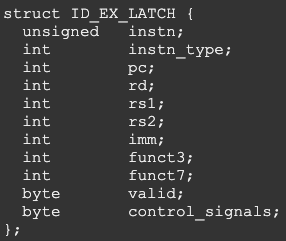 struct ID_EX_LATCH {
  unsigned   instn;
  int        instn_type;
  int        pc;
  int        rd;
  int        rs1;
  int        rs2;
  int        imm;
  int        funct3;
  int        funct7;
  byte       valid;
  byte       control_signals;
};